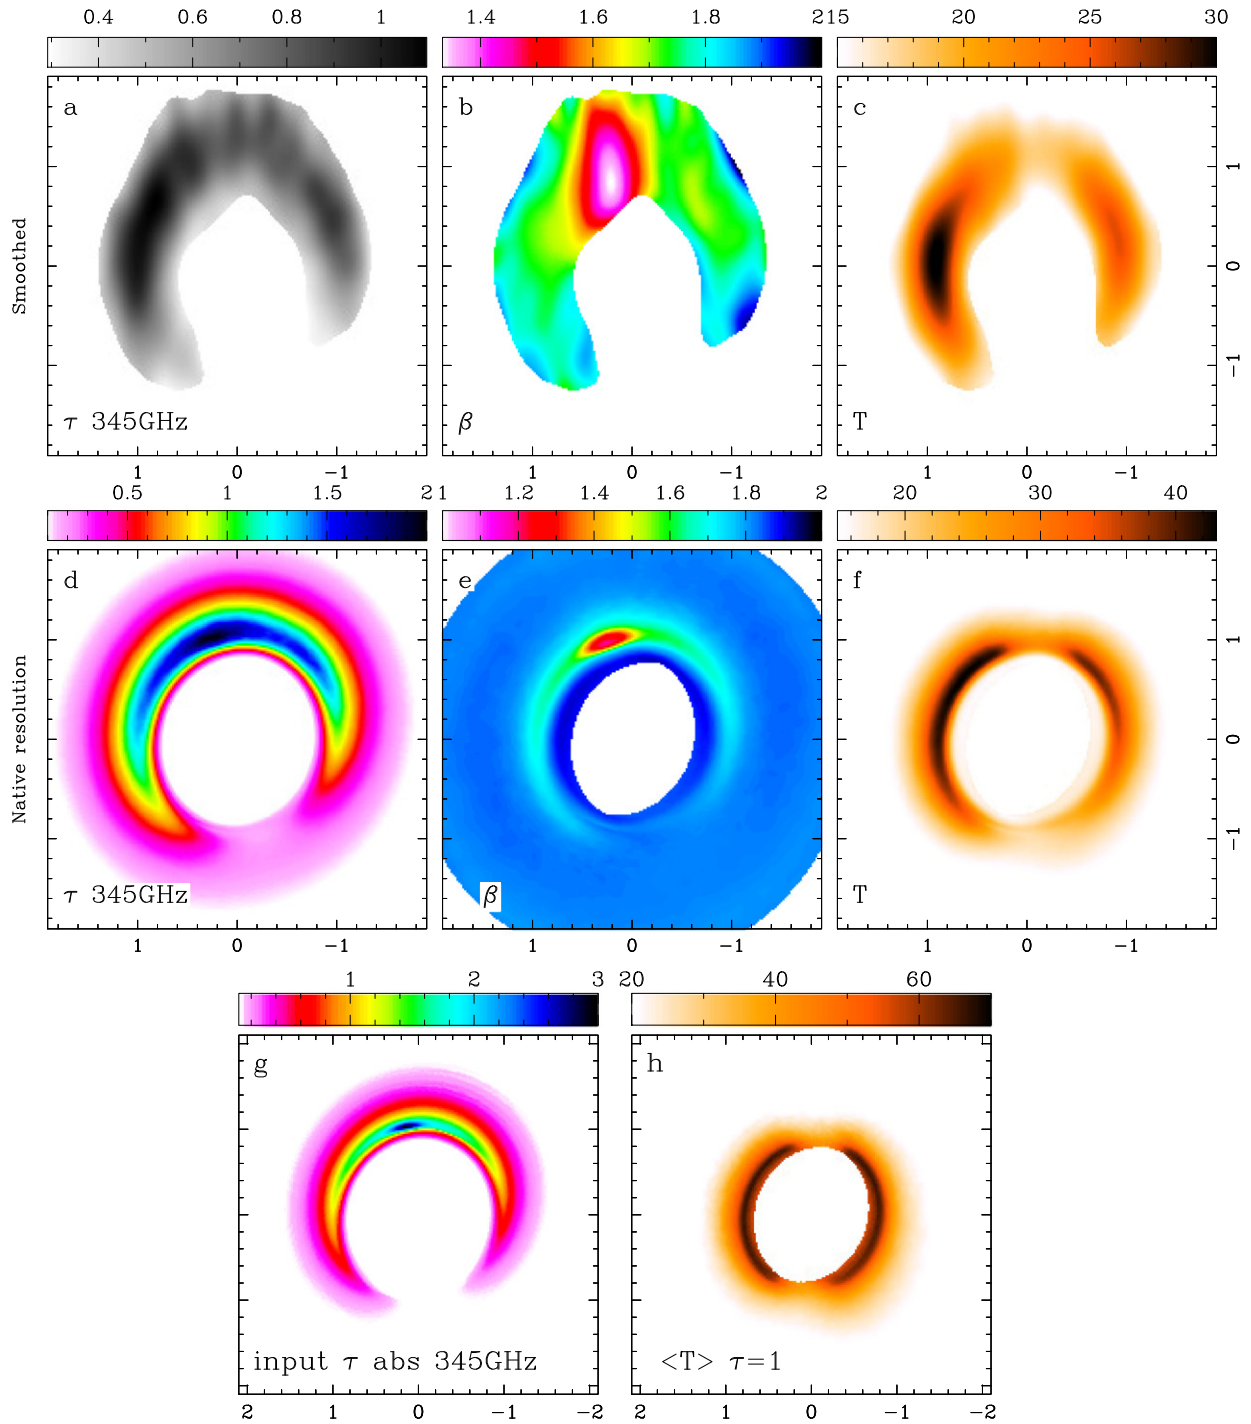 0.4 0.6 0.8 1
1.4 1.6 1.8 2
15 20 25 30
a
b
c
Smoothed
τ 345GHz
β
T
1 0 -1
1 0 -1
1 0 -1
1
0
-1
0.5 1 1.5 2
1 1.2 1.4 1.6 1.8 2
20 30 40
d
e
f
Native resolution
τ 345GHz
β
T
1 0 -1
1 0 -1
1 0 -1
1
0
-1
1 2 3
20 40 60
g
h
input τ abs 345GHz
<T> τ=1
2 1 0 -1 -2
2 1 0 -1 -2